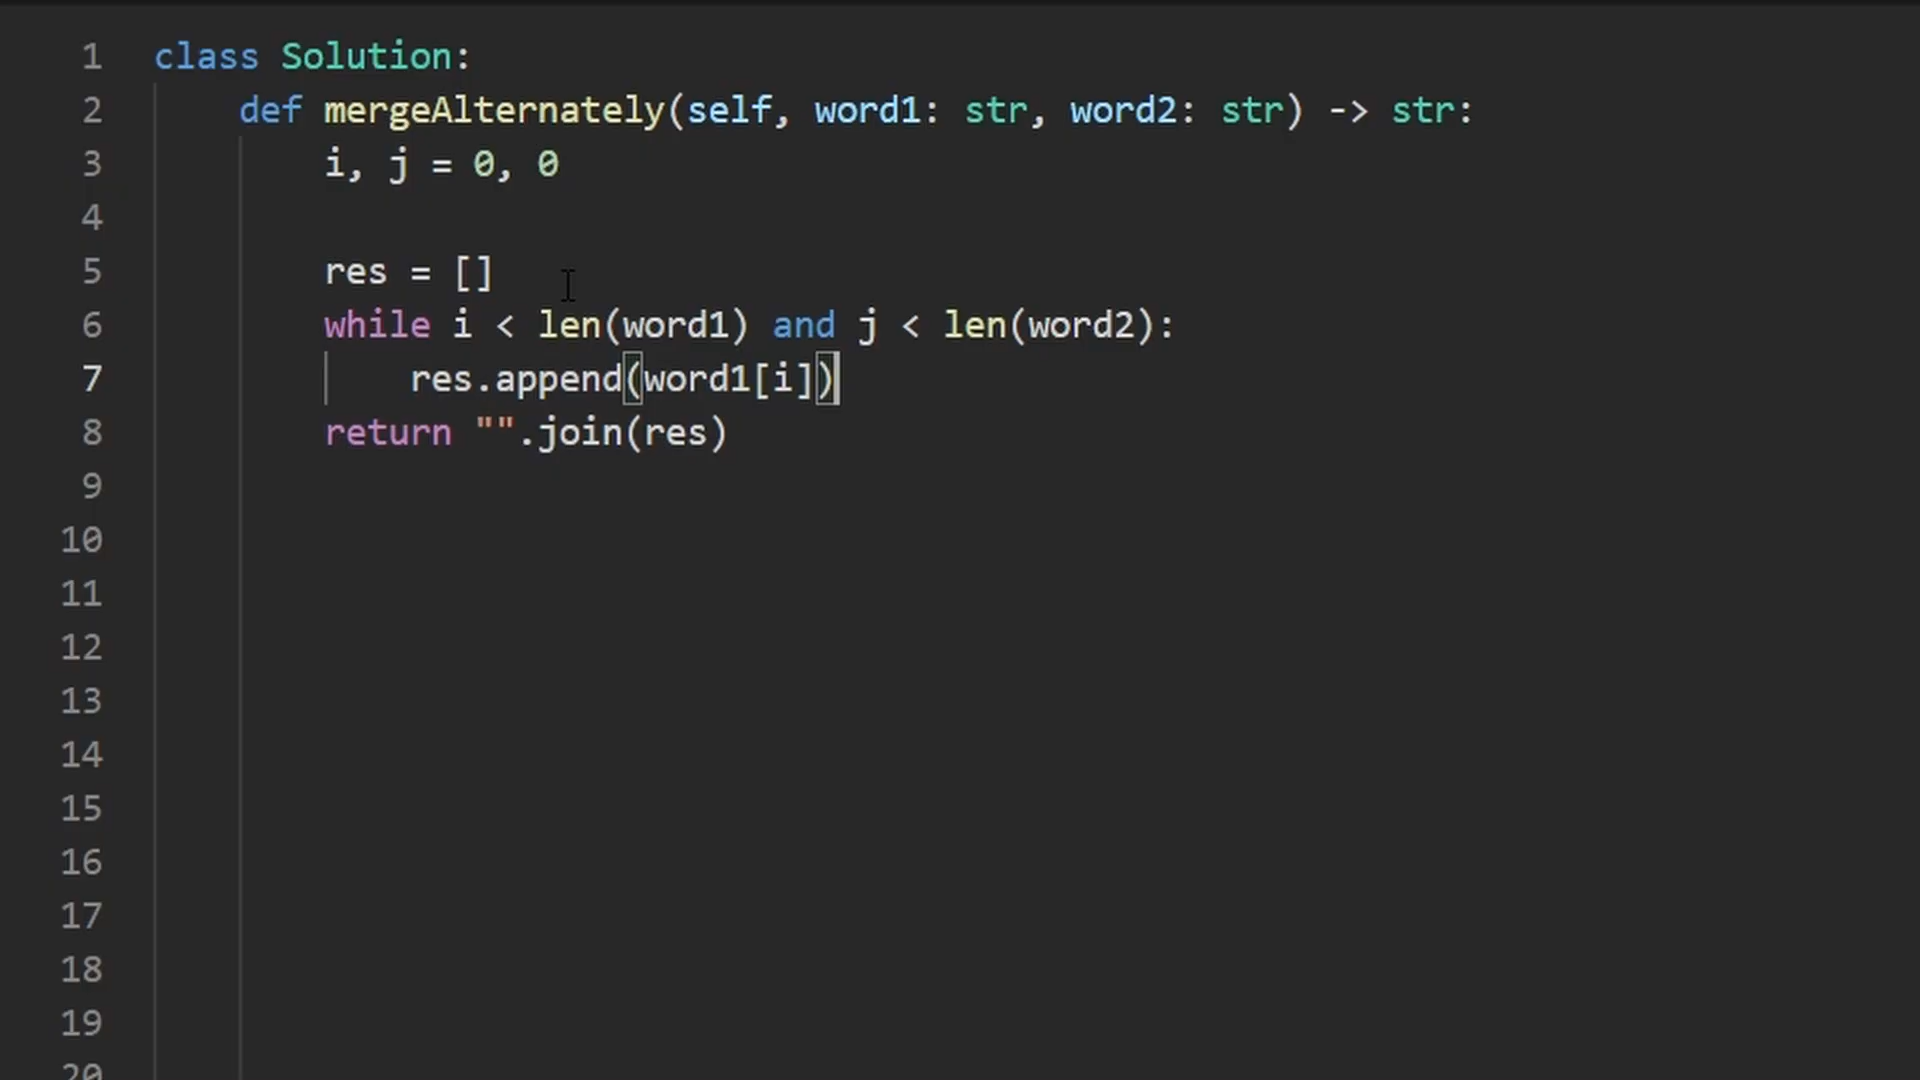 1 class Solution:
2 def mergeAlternately(self, word1: str, word2: str) -> str:
3 i, j = 0, 0
4
5 res = []
6 while i < len(word1) and j < len(word2):
7 res.append(word1[i])
8 return "".join(res)
9
10
11
12
13
14
15
16
17
18
19
20